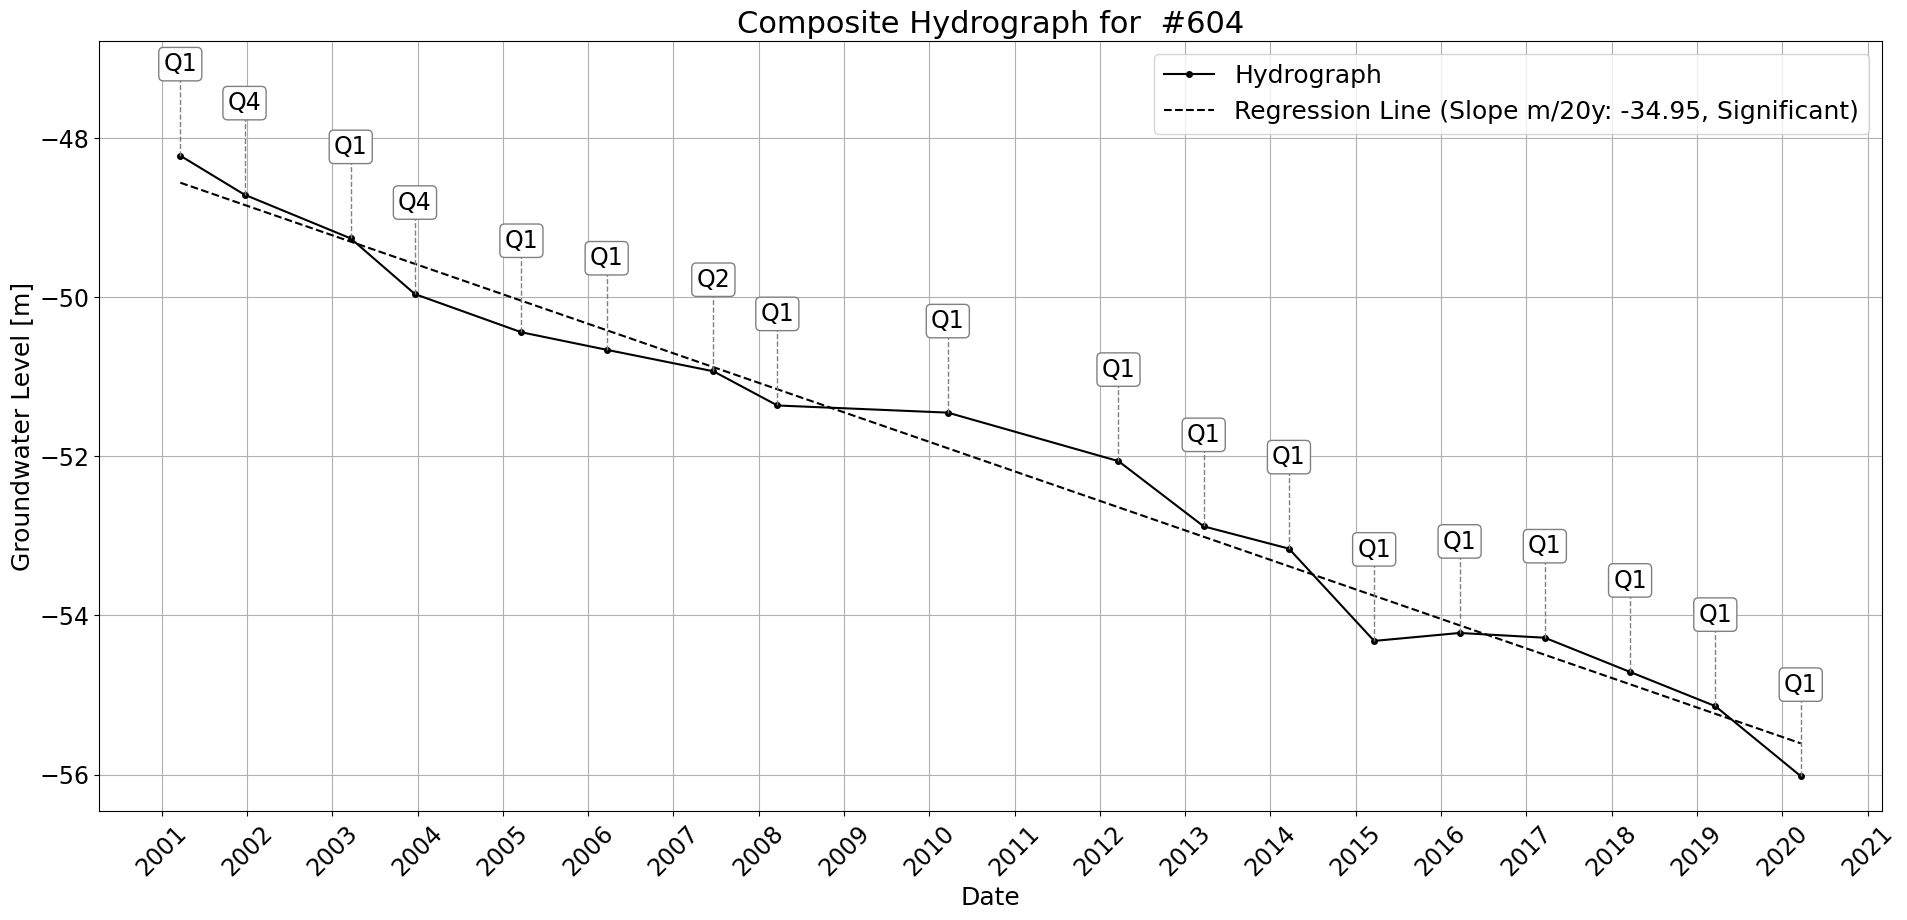 Composite Hydrograph for  #604
Hydrograph
Regression Line (Slope m/20y: -34.95, Significant)
Groundwater Level [m]
−48
−50
−52
−54
−56
Q1
Q4
Q1
Q4
Q1
Q1
Q2
Q1
Q1
Q1
Q1
Q1
Q1
Q1
Q1
Q1
Q1
Q1
2001
2002
2003
2004
2005
2006
2007
2008
2009
2010
2011
2012
2013
2014
2015
2016
2017
2018
2019
2020
2021
Date